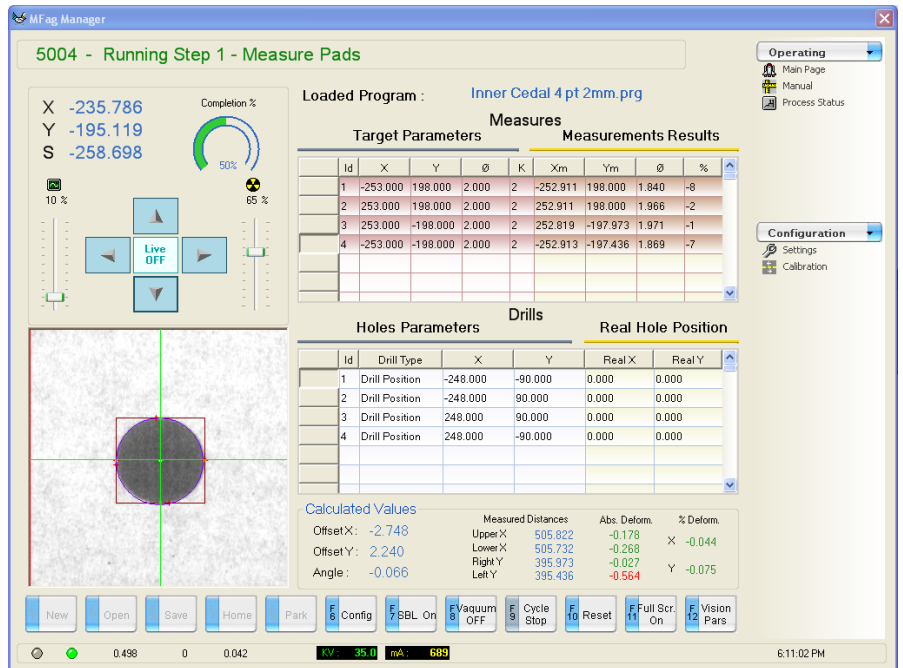 MFag Manager
5004 - Running Step 1 - Measure Pads
X -235.786
Y -195.119
S -258.698
Completion %
50%
10 %
65 %
Live
OFF
Loaded Program : Inner Cedal 4 pt 2mm.prg
Measures
Target Parameters Measurements Results
Id X Y Ø K Xm Ym Ø %
1 -253.000 198.000 2.000 2 -252.911 198.000 1.840 -8
2 253.000 198.000 2.000 2 252.911 198.000 1.966 -2
3 253.000 -198.000 2.000 2 252.819 -197.973 1.971 -1
4 -253.000 -198.000 2.000 2 -252.913 -197.436 1.869 -7
Drills
Holes Parameters Real Hole Position
Id Drill Type X Y Real X Real Y
1 Drill Position -248.000 -90.000 0.000 0.000
2 Drill Position -248.000 90.000 0.000 0.000
3 Drill Position 248.000 90.000 0.000 0.000
4 Drill Position 248.000 -90.000 0.000 0.000
Calculated Values
Offset X : -2.748
Offset Y : 2.240
Angle : -0.066
Measured Distances Abs. Deform. % Deform.
Upper X 505.822 -0.178
Lower X 505.732 -0.268
X -0.044
Right Y 395.973 -0.027
Left Y 395.436 -0.564
Y -0.075
Operating
Main Page
Manual
Process Status
Configuration
Settings
Calibration
New
Open
Save
Home
Park
F6 Config
F7 SBL On
F8 Vacuum OFF
F9 Cycle Stop
F10 Reset
F11 Full Scr. On
F12 Vision Pars
0.498 0 0.042 KV : 35.0 mA : 689 6:11:02 PM